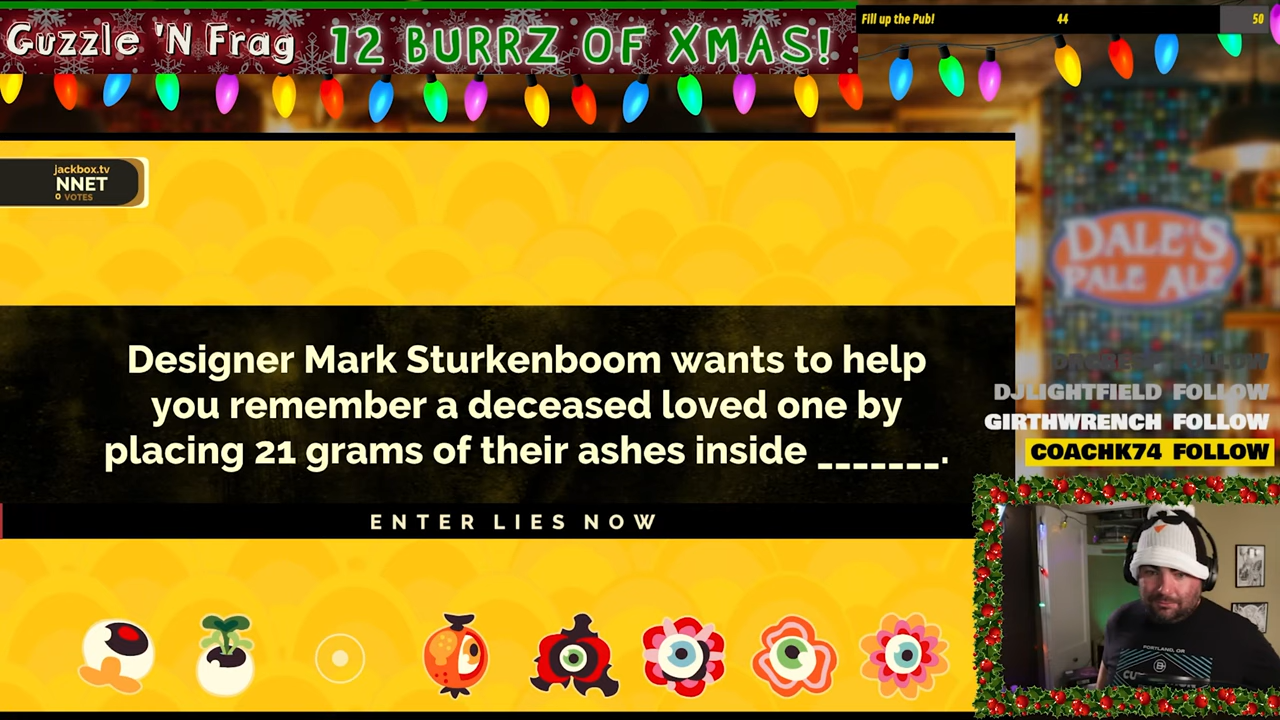 Guzzle 'N Frag
12 BURRZ OF XMAS!
Fill up the Pub!
44
50
jackbox.tv
NNET
0 VOTES
DALE'S
PALE ALE
Designer Mark Sturkenboom wants to help
you remember a deceased loved one by
placing 21 grams of their ashes inside _______.
ENTER LIES NOW
DJLIGHTFIELD FOLLOW
GIRTHWRENCH FOLLOW
COACHK74 FOLLOW
PORTLAND, OR